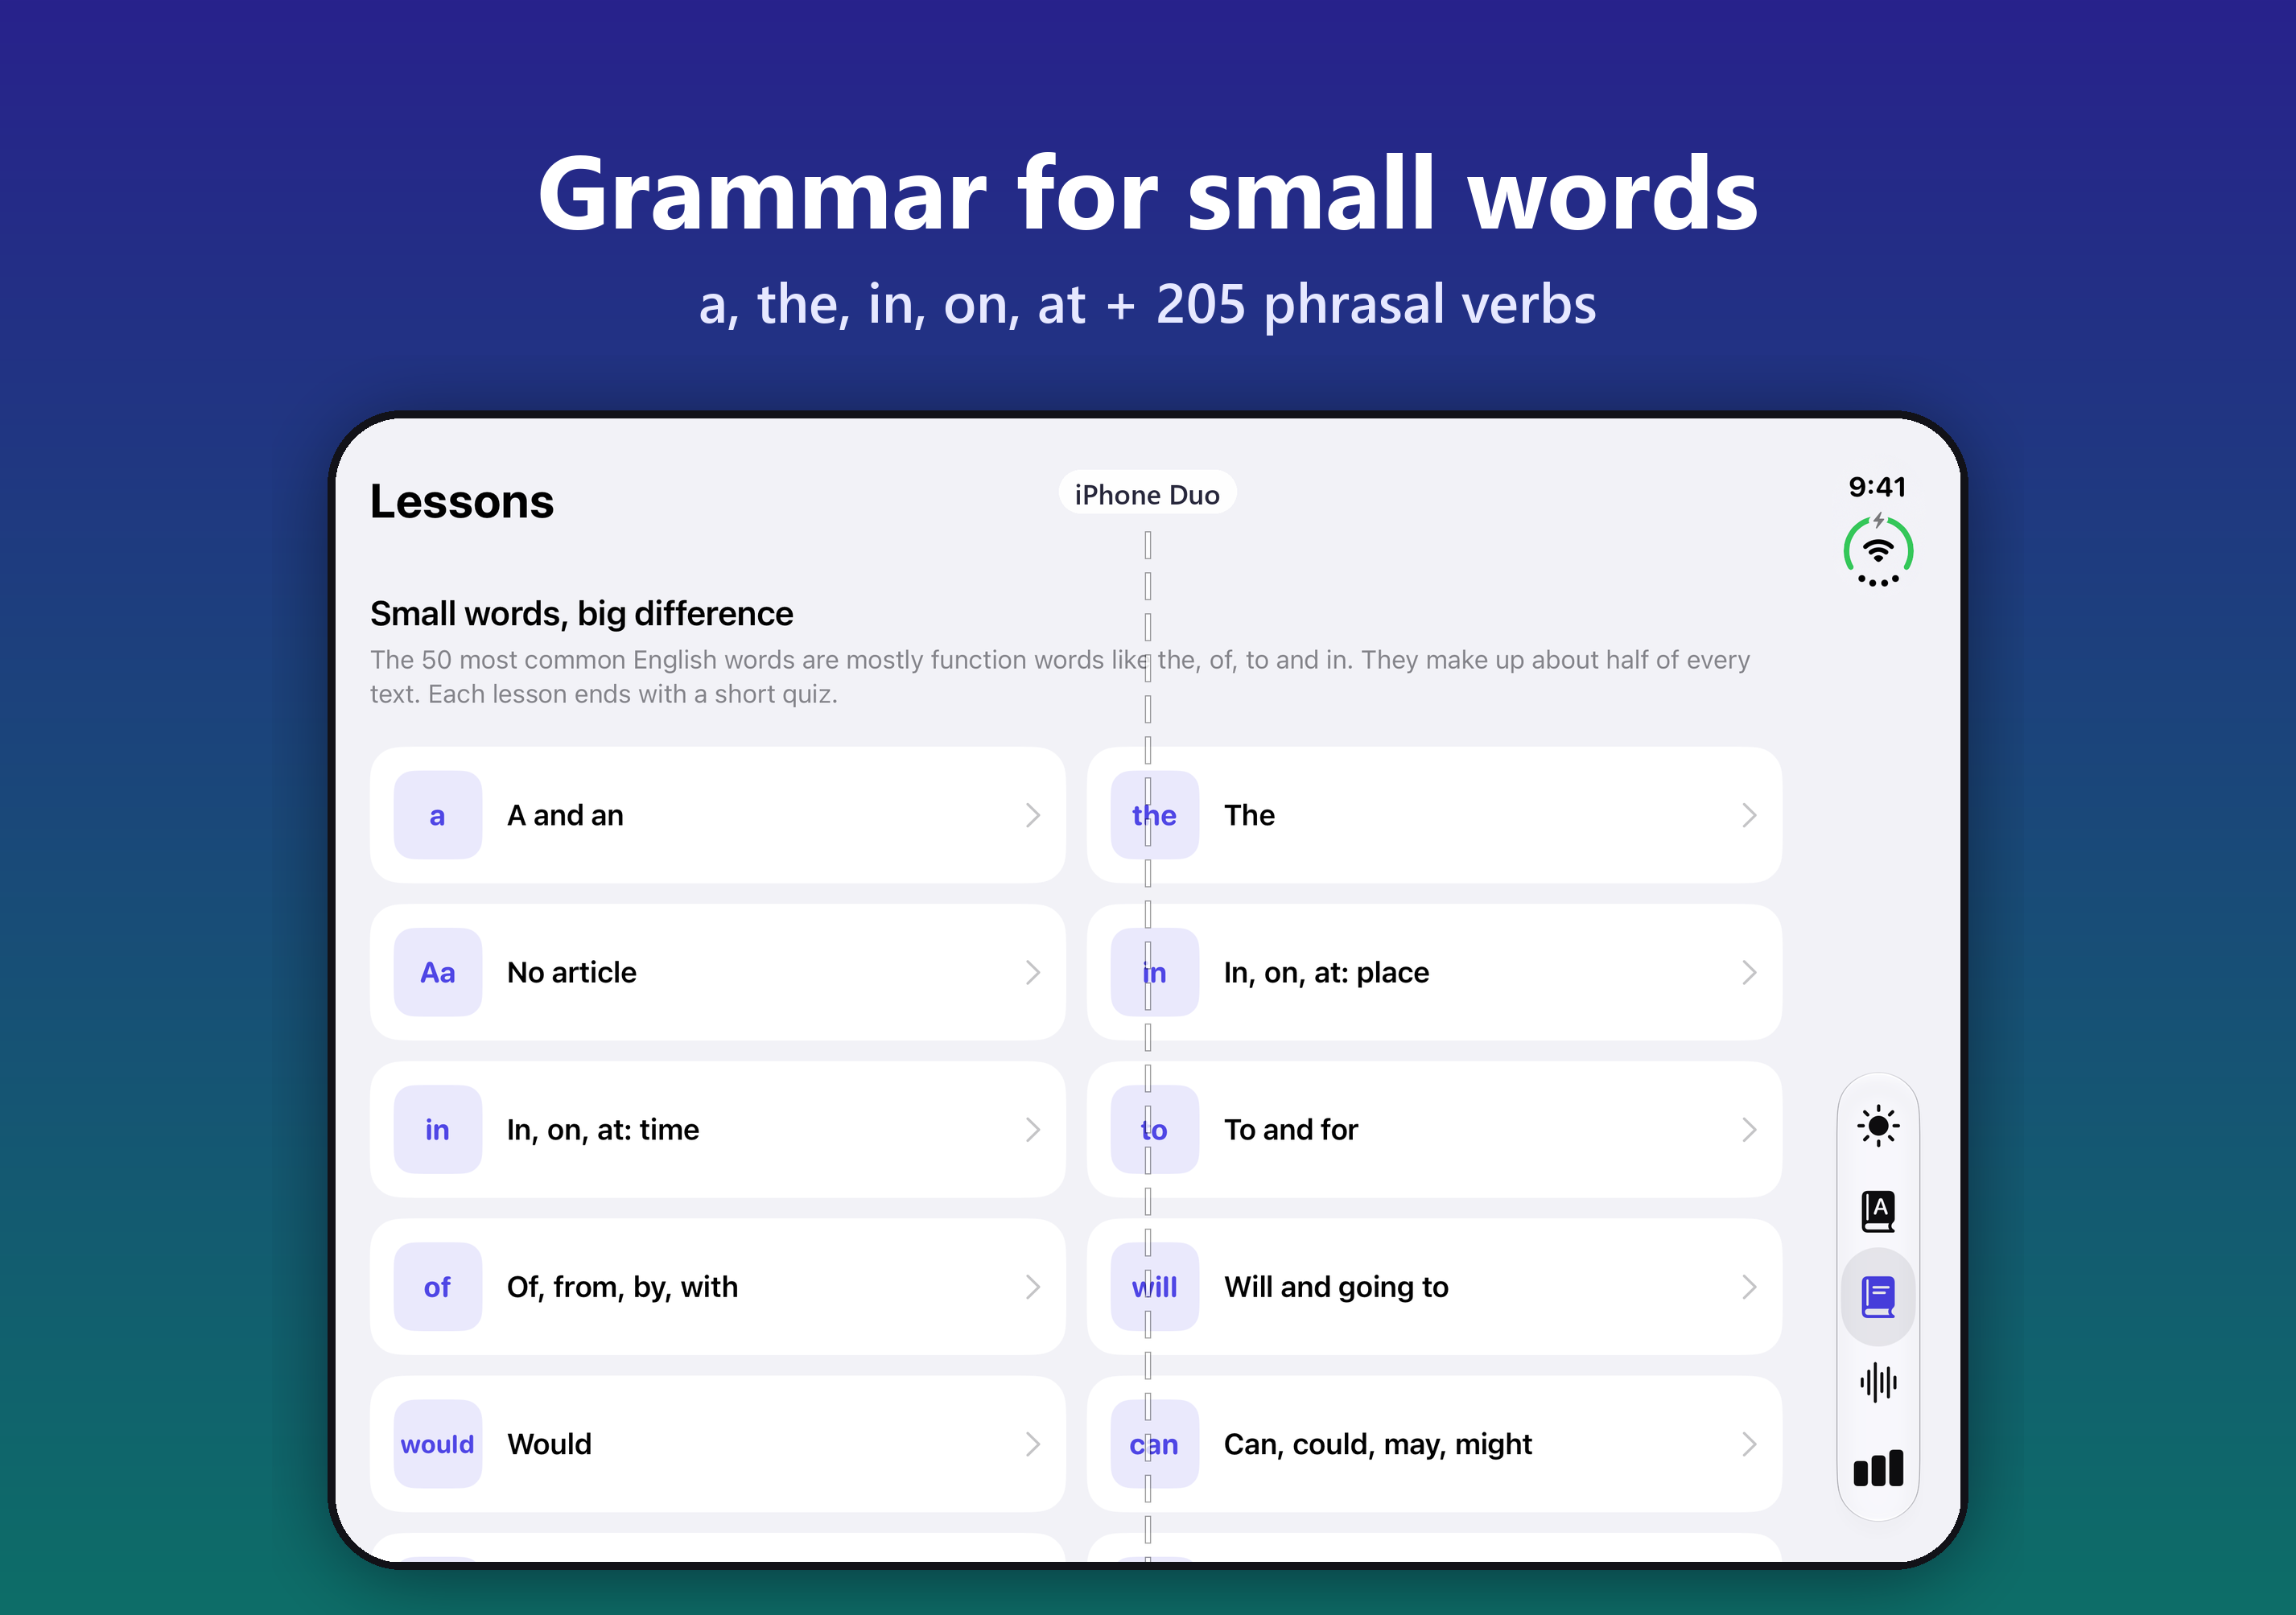 Grammar for small words
a, the, in, on, at + 205 phrasal verbs
Lessons
iPhone Duo
9:41
Small words, big difference
The 50 most common English words are mostly function words like the, of, to and in. They make up about half of every
text. Each lesson ends with a short quiz.
a
A and an
the
The
Aa
No article
in
In, on, at: place
in
In, on, at: time
to
To and for
of
Of, from, by, with
will
Will and going to
would
Would
can
Can, could, may, might
A